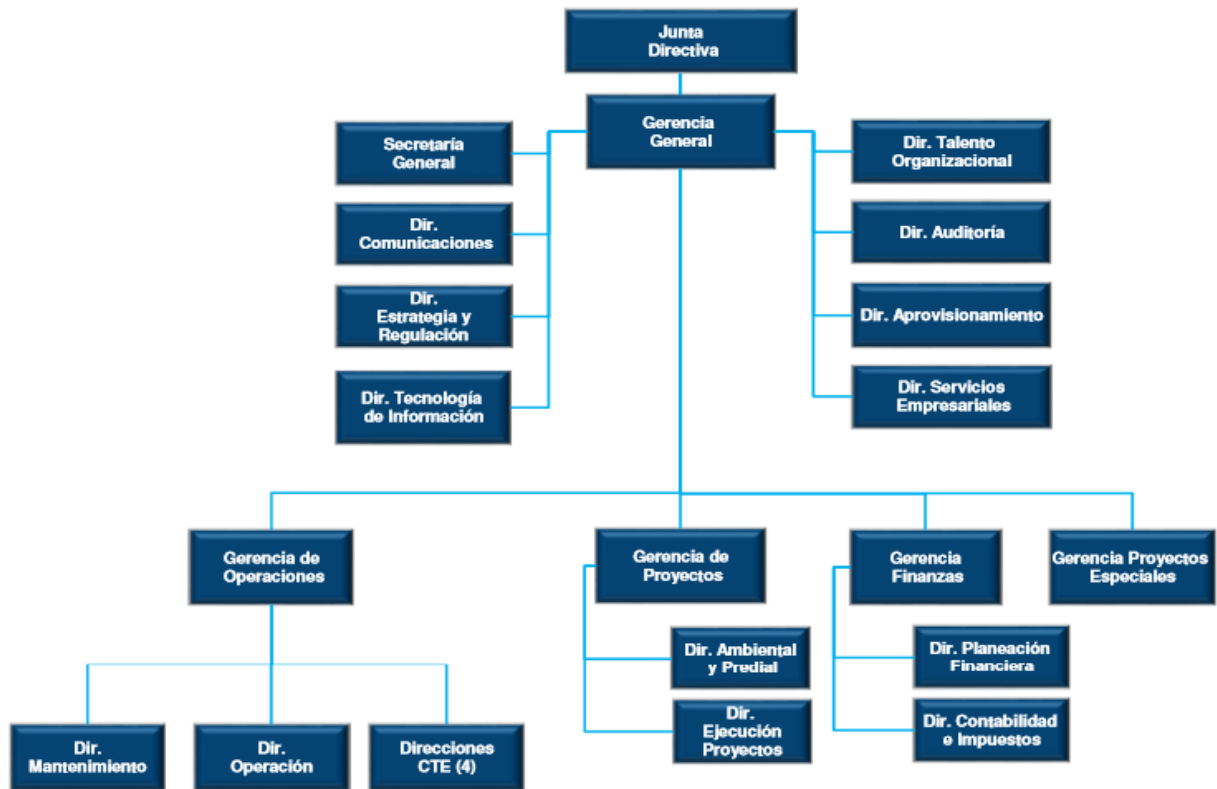 Junta
Directiva
Gerencia
General
Secretaría
General
Dir. Talento
Organizacional
Dir.
Comunicaciones
Dir. Auditoría
Dir.
Estrategia y
Regulación
Dir. Aprovisionamiento
Dir. Tecnología
de Información
Dir. Servicios
Empresariales
Gerencia de
Operaciones
Gerencia de
Proyectos
Gerencia
Finanzas
Gerencia Proyectos
Especiales
Dir. Ambiental
y Predial
Dir. Planeación
Financiera
Dir.
Ejecución
Proyectos
Dir. Contabilidad
e Impuestos
Dir.
Mantenimiento
Dir.
Operación
Direcciones
CTE (4)